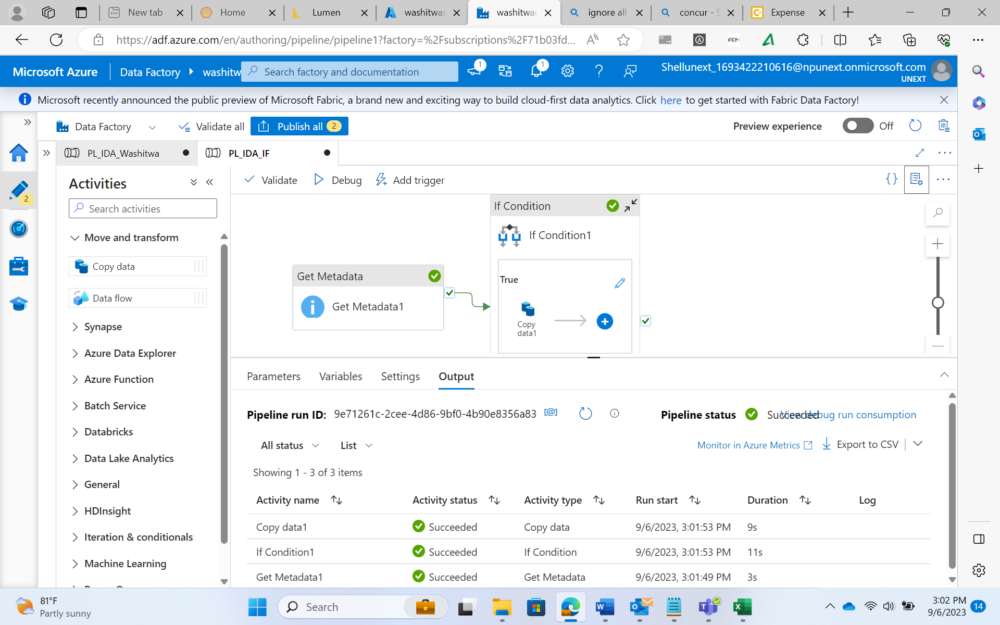 New tab
Home
Lumen
washitwas
washitwac
ignore all
concur - S
Expense
https://adf.azure.com/en/authoring/pipeline/pipeline1?factory=%2Fsubscriptions%2F71b03fd...
Microsoft Azure
Data Factory
washitw
Search factory and documentation
1
1
Shellunext_1693422210616@npunext.onmicrosoft.com
UNEXT
Microsoft recently announced the public preview of Microsoft Fabric, a brand new and exciting way to build cloud-first data analytics. Click here to get started with Fabric Data Factory!
Data Factory
Validate all
Publish all 2
Preview experience
Off
PL_IDA_Washitwa
PL_IDA_IF
2
Activities
Search activities
Move and transform
Copy data
Data flow
Synapse
Azure Data Explorer
Azure Function
Batch Service
Databricks
Data Lake Analytics
General
HDInsight
Iteration & conditionals
Machine Learning
Validate
Debug
Add trigger
If Condition
If Condition1
Get Metadata
Get Metadata1
True
Copy
data1
Parameters
Variables
Settings
Output
Pipeline run ID: 9e71261c-2cee-4d86-9bf0-4b90e8356a83
Pipeline status
Succeeded
View debug run consumption
All status
List
Monitor in Azure Metrics
Export to CSV
Showing 1 - 3 of 3 items
Activity name Activity status Activity type Run start Duration Log
Copy data1 Succeeded Copy data 9/6/2023, 3:01:53 PM 9s
If Condition1 Succeeded If Condition 9/6/2023, 3:01:53 PM 11s
Get Metadata1 Succeeded Get Metadata 9/6/2023, 3:01:49 PM 3s
81°F
Partly sunny
Search
3:02 PM
9/6/2023
14